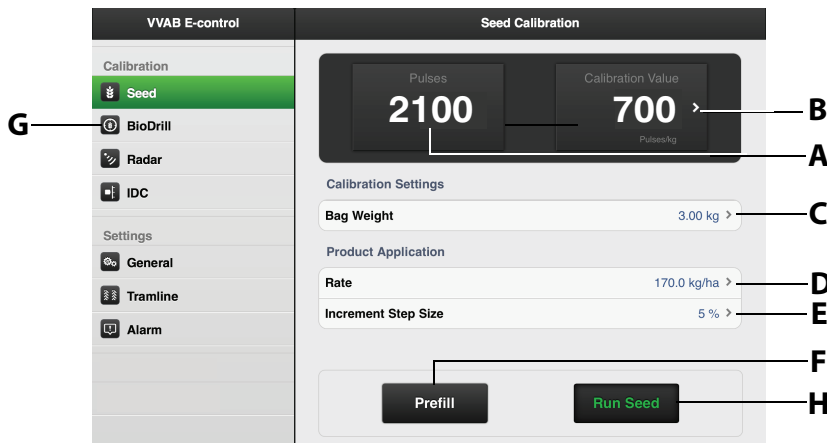 VVAB E-control
Seed Calibration
Calibration
Seed
BioDrill
Radar
IDC
Settings
General
Tramline
Alarm
Pulses
2100
Calibration Value
700
Pulses/kg
Calibration Settings
Bag Weight 3.00 kg
Product Application
Rate 170.0 kg/ha
Increment Step Size 5 %
Prefill
Run Seed
G
B
A
C
D
E
F
H